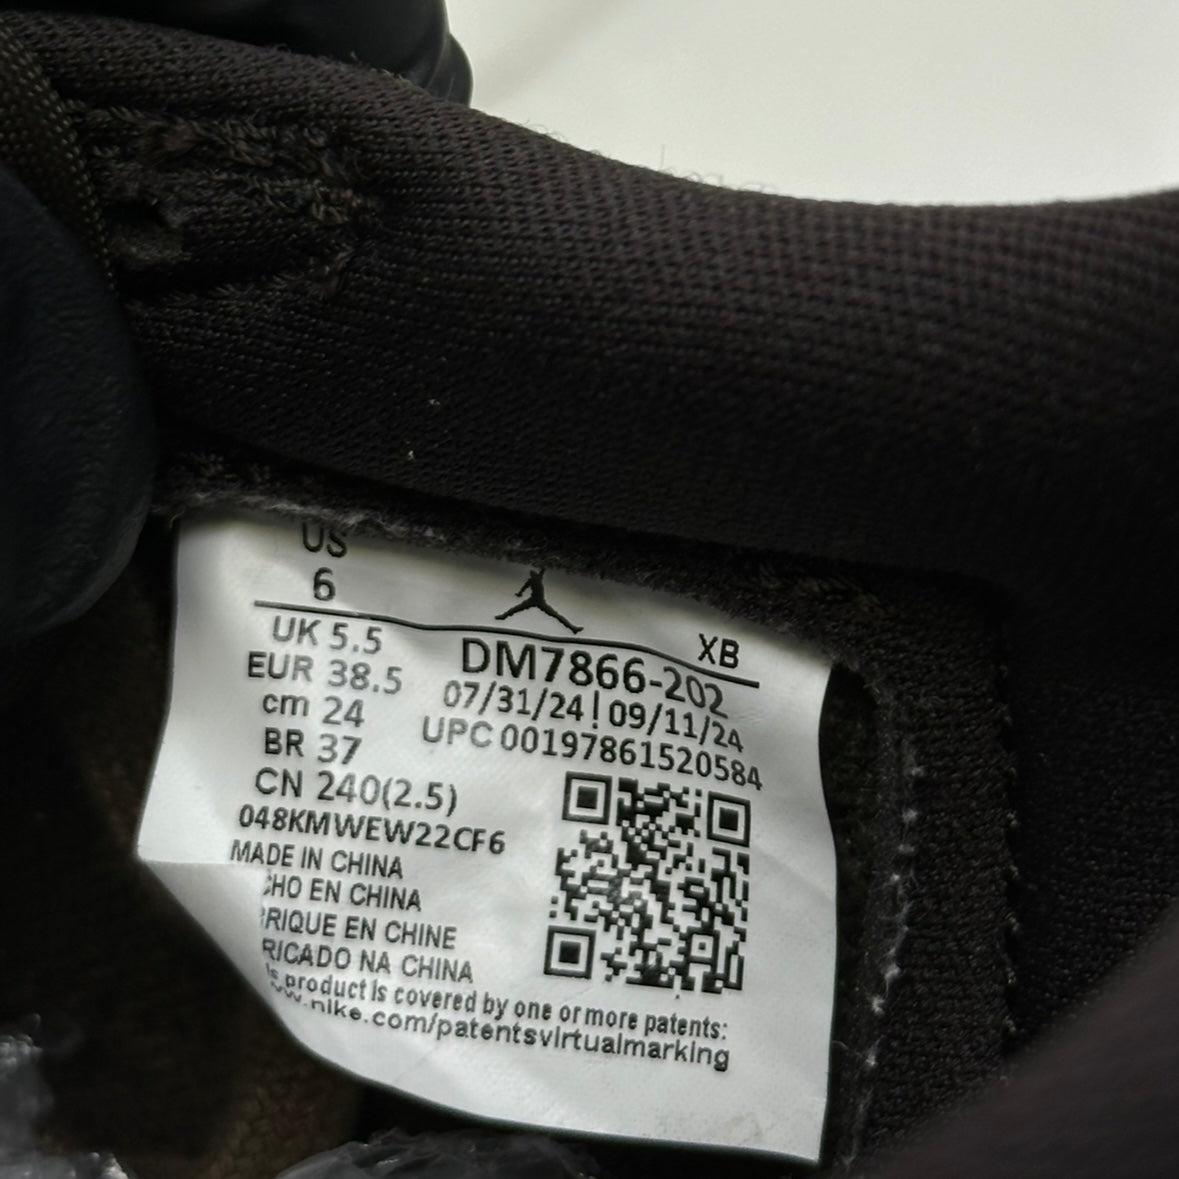 US
6
XB
UK 5.5
EUR 38.5
cm 24
BR 37
CN 240(2.5)
DM7866-202
07/31/24 | 09/11/24
UPC 00197861520584
048KMWEW22CF6
MADE IN CHINA
CHO EN CHINA
RIQUE EN CHINE
RICADO NA CHINA
is product is covered by one or more patents:
ww.nike.com/patentsvirtualmarking